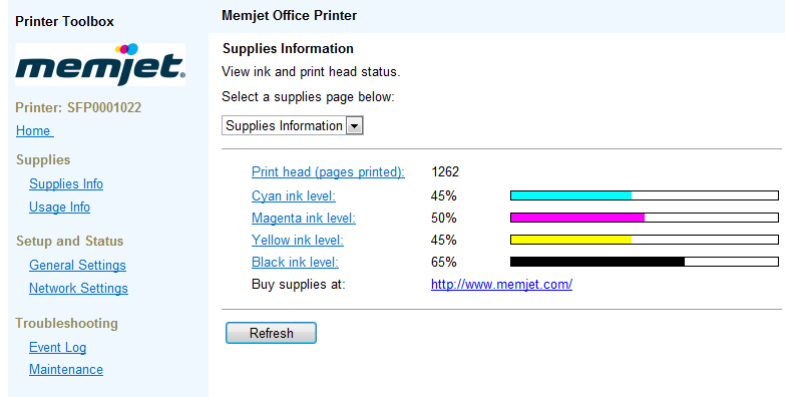 Printer Toolbox
memjet.
Printer: SFP0001022
Home
Supplies
Supplies Info
Usage Info
Setup and Status
General Settings
Network Settings
Troubleshooting
Event Log
Maintenance
Memjet Office Printer
Supplies Information
View ink and print head status.
Select a supplies page below:
Supplies Information
Print head (pages printed): 1262
Cyan ink level: 45%
Magenta ink level: 50%
Yellow ink level: 45%
Black ink level: 65%
Buy supplies at: http://www.memjet.com/
Refresh